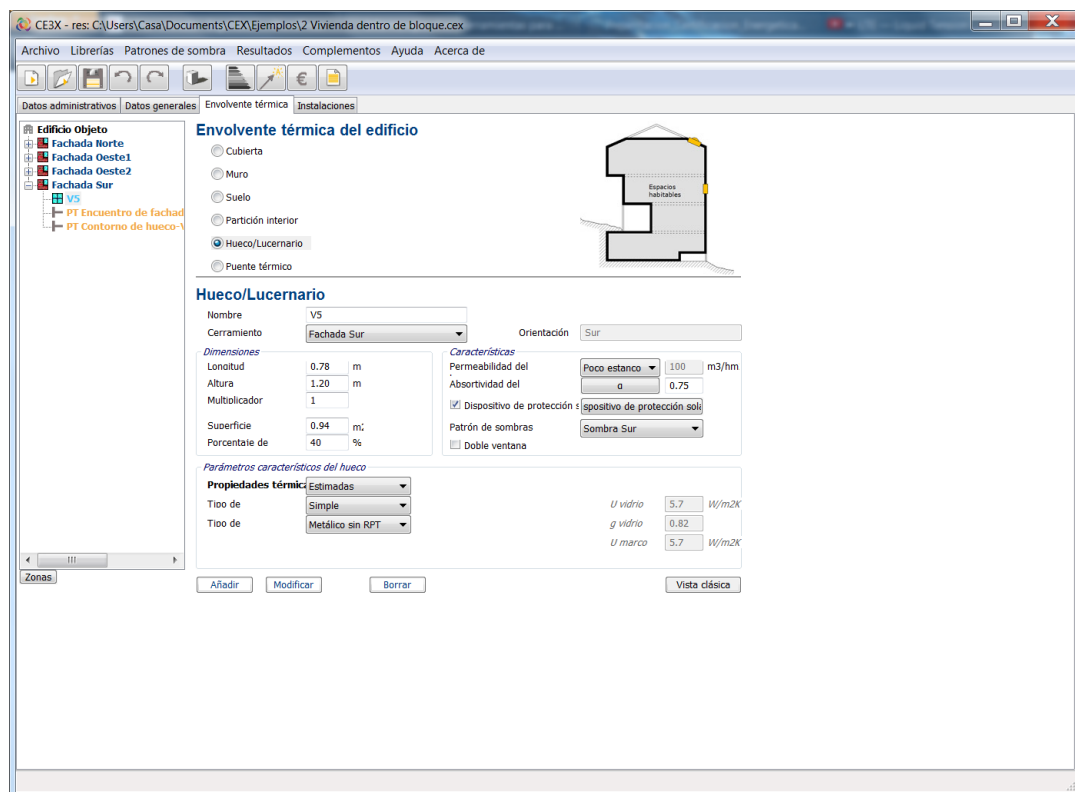 CE3X - res: C:\Users\Casa\Documents\CEX\Ejemplos\2 Vivienda dentro de bloque.cex
Archivo Librerías Patrones de sombra Resultados Complementos Ayuda Acerca de
€
Datos administrativos Datos generales Envolvente térmica Instalaciones
Edificio Objeto
Fachada Norte
Fachada Oeste1
Fachada Oeste2
Fachada Sur
V5
PT Encuentro de fachad
PT Contorno de hueco-V
Zonas
Envolvente térmica del edificio
Cubierta
Muro
Suelo
Partición interior
Hueco/Lucernario
Puente térmico
Espacios
habitables
Hueco/Lucernario
Nombre V5
Cerramiento Fachada Sur Orientación Sur
Dimensiones
Longitud 0.78 m
Altura 1.20 m
Multiplicador 1
Superficie 0.94 m2
Porcentaje de 40 %
Características
Permeabilidad del Poco estanco 100 m3/hm
Absortividad del α 0.75
Dispositivo de protección s spositivo de protección sola
Patrón de sombras Sombra Sur
Doble ventana
Parámetros característicos del hueco
Propiedades térmica Estimadas
Tipo de Simple U vidrio 5.7 W/m2K
Tipo de Metálico sin RPT g vidrio 0.82
U marco 5.7 W/m2K
Añadir Modificar Borrar Vista clásica